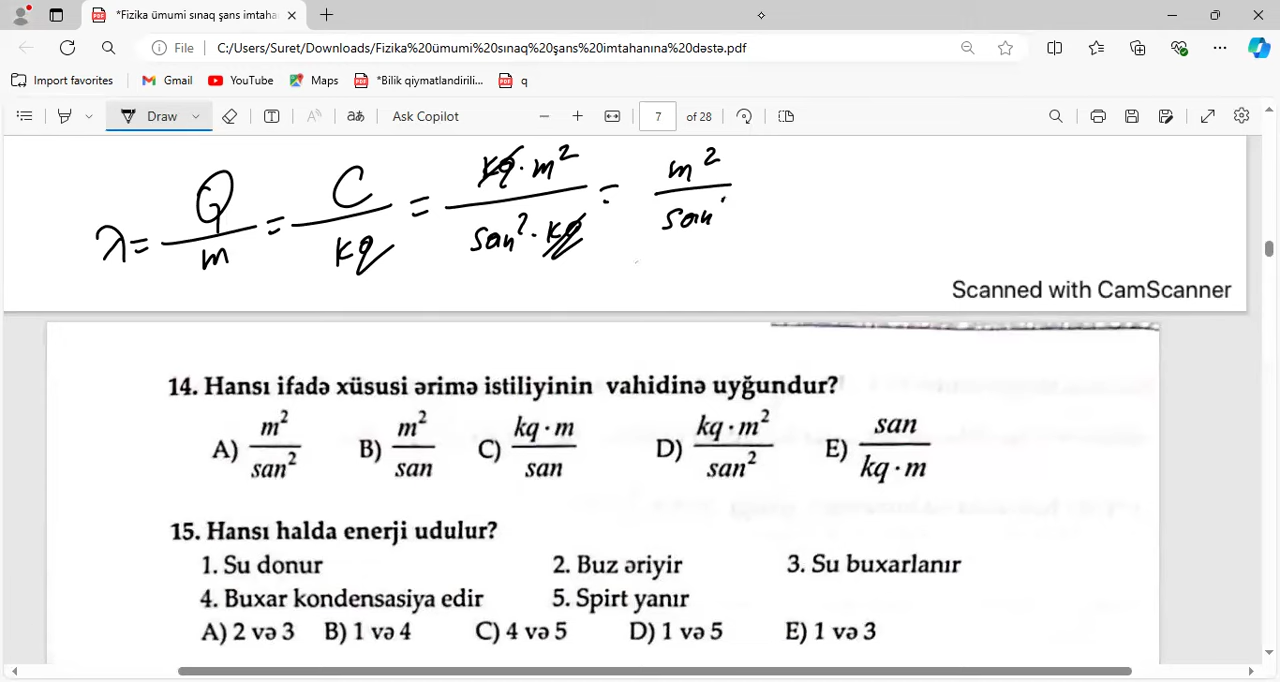 *Fizika ümumi sınaq şans imtaha
File C:/Users/Suret/Downloads/Fizika%20ümumi%20sınaq%20şans%20imtahanına%20dəstə.pdf
Import favorites Gmail YouTube Maps *Bilik qiymatlandirili... q
Draw aあ Ask Copilot 7 of 28
λ = Q/m = C/kq = kq · m²/san² · kq = m²/san
Scanned with CamScanner
14. Hansı ifadə xüsusi ərimə istiliyinin vahidinə uyğundur?
A) m²/san² B) m²/san C) kq · m/san D) kq · m²/san² E) san/kq · m
15. Hansı halda enerji udulur?
1. Su donur 2. Buz əriyir 3. Su buxarlanır
4. Buxar kondensasiya edir 5. Spirt yanır
A) 2 və 3 B) 1 və 4 C) 4 və 5 D) 1 və 5 E) 1 və 3